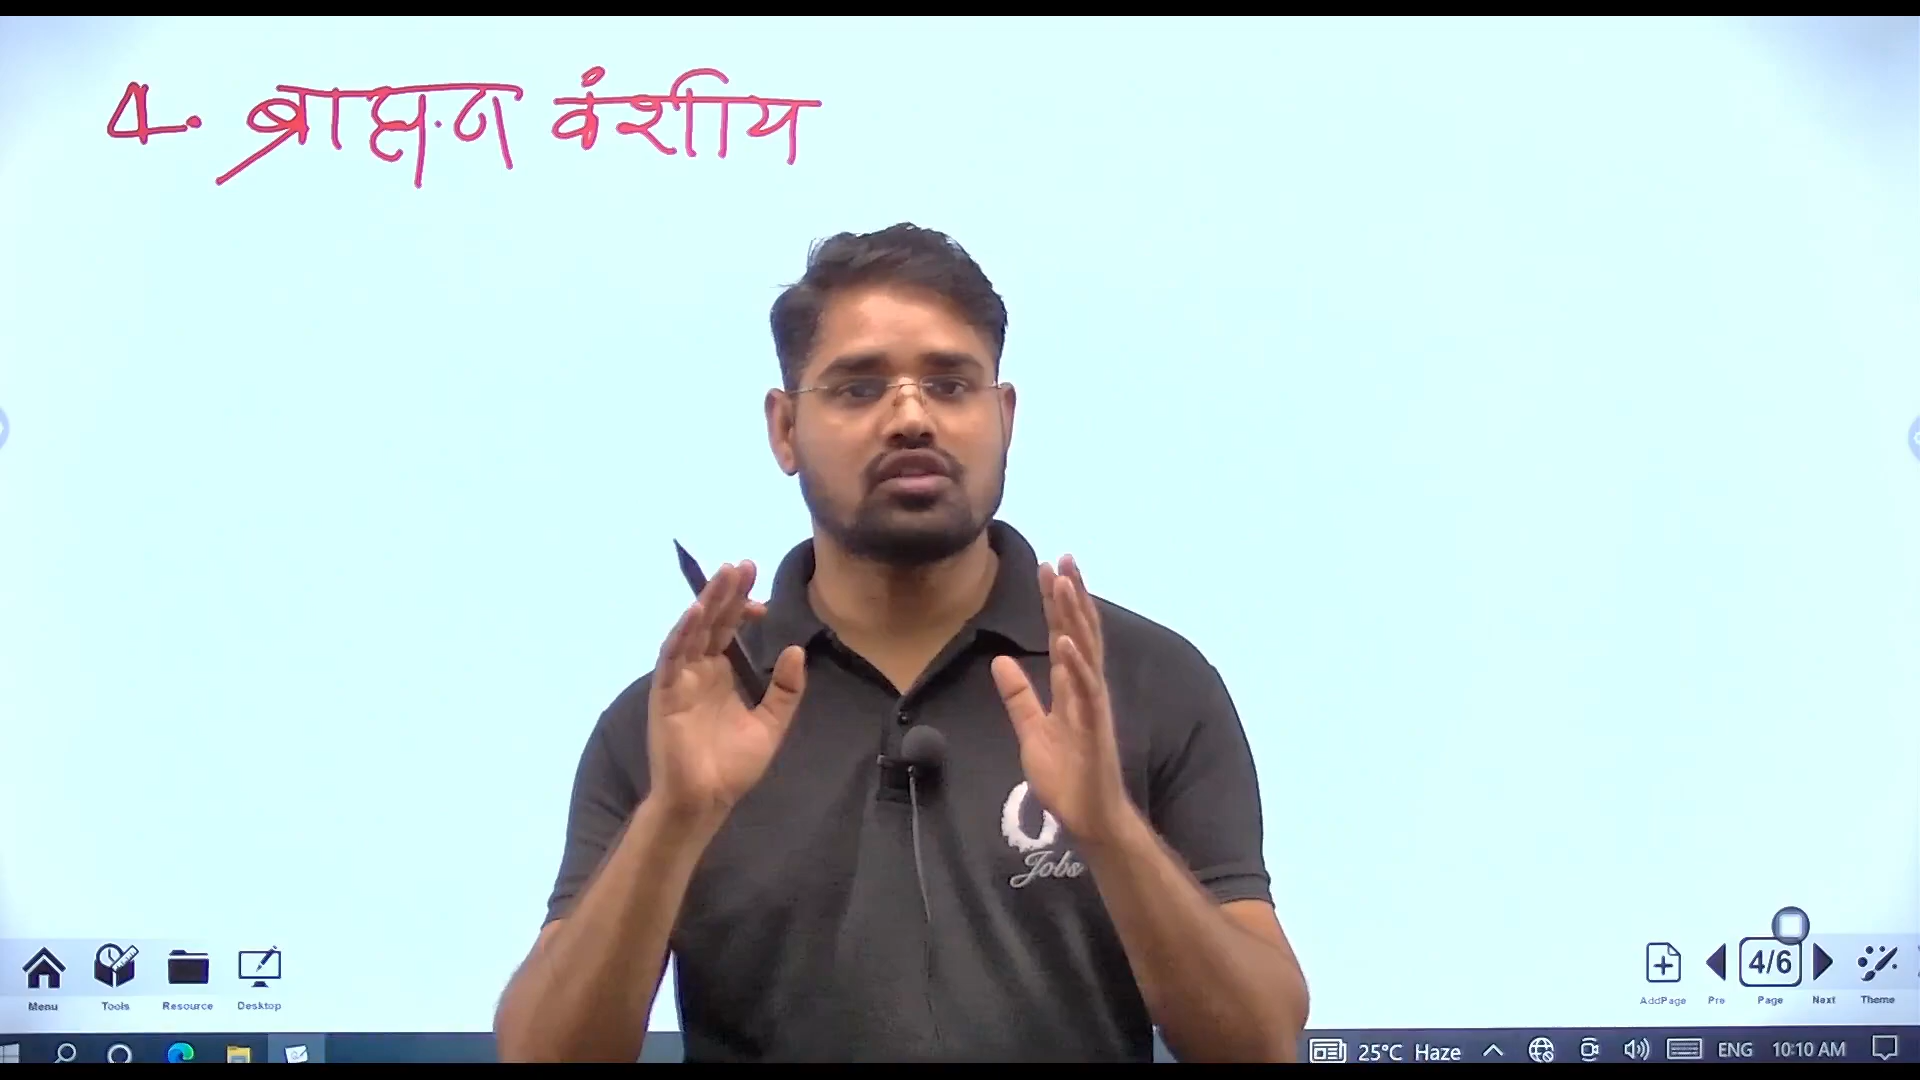 4. ब्राह्मण वंशीय
Jobs
Menu Tools Resource Desktop
4/6
AddPage Pre Page Next Theme
25°C Haze ENG 10:10 AM